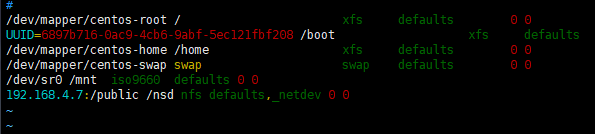 #
/dev/mapper/centos-root /                       xfs     defaults        0 0
UUID=6897b716-0ac9-4cb6-9abf-5ec121fbf208 /boot                   xfs     defaults
/dev/mapper/centos-home /home                   xfs     defaults        0 0
/dev/mapper/centos-swap swap                    swap    defaults        0 0
/dev/sr0 /mnt  iso9660  defaults 0 0
192.168.4.7:/public /nsd nfs defaults,_netdev 0 0
~
~